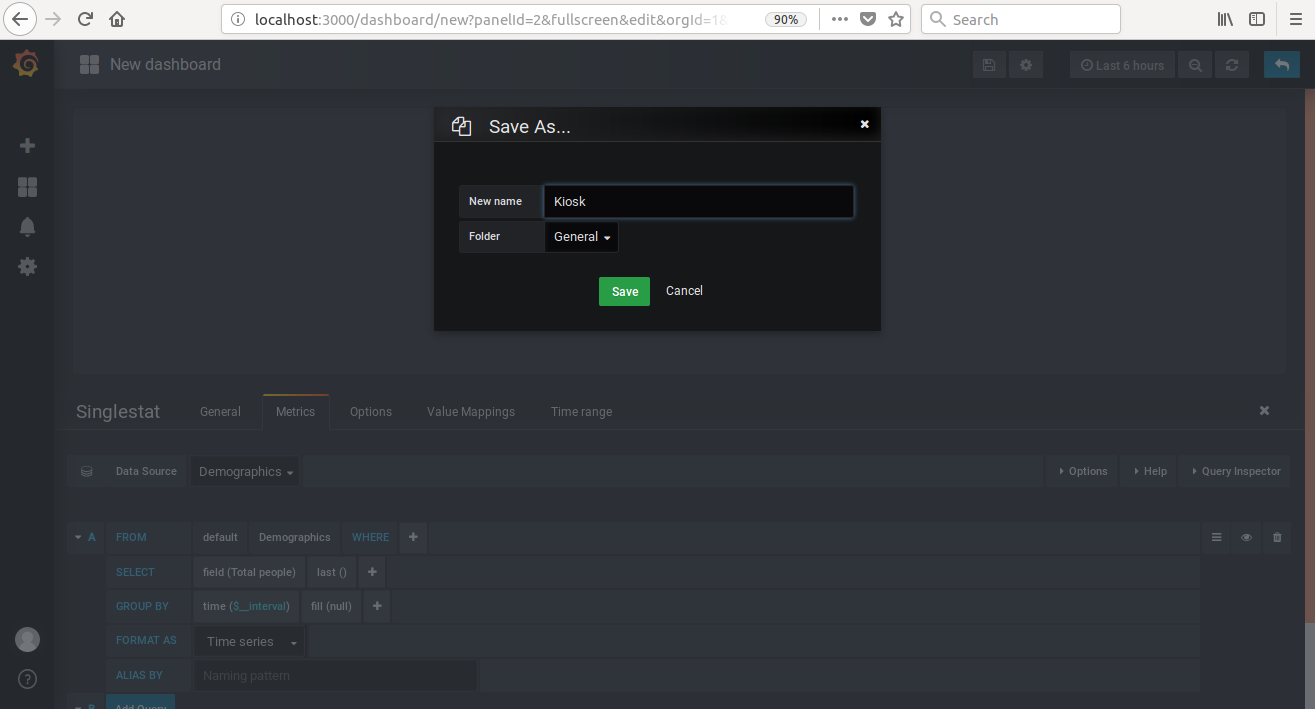 localhost:3000/dashboard/new?panelId=2&fullscreen&edit&orgId=1&
90%
Search
New dashboard
Last 6 hours
Save As...
New name Kiosk
Folder General
Save Cancel
Singlestat General Metrics Options Value Mappings Time range
Data Source Demographics Options Help Query Inspector
A FROM default Demographics WHERE
SELECT field (Total people) last ()
GROUP BY time ($__interval) fill (null)
FORMAT AS Time series
ALIAS BY Naming pattern
B Add Query